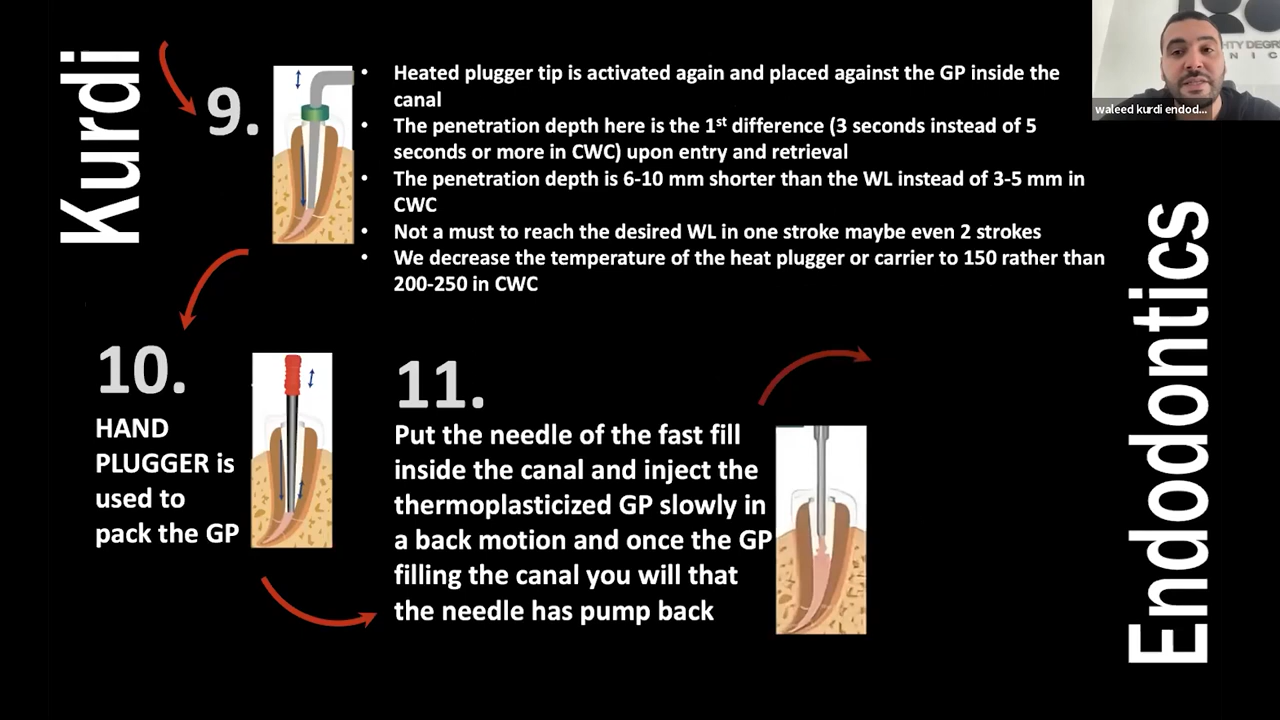 Kurdi
9.
• Heated plugger tip is activated again and placed against the GP inside the
canal
• The penetration depth here is the 1st difference (3 seconds instead of 5
seconds or more in CWC) upon entry and retrieval
• The penetration depth is 6-10 mm shorter than the WL instead of 3-5 mm in
CWC
• Not a must to reach the desired WL in one stroke maybe even 2 strokes
• We decrease the temperature of the heat plugger or carrier to 150 rather than
200-250 in CWC
10.
HAND
PLUGGER is
used to
pack the GP
11.
Put the needle of the fast fill
inside the canal and inject the
thermoplasticized GP slowly in
a back motion and once the GP
filling the canal you will that
the needle has pump back
Endodontics
HTY DEGRE
N I C
waleed kurdi endod...